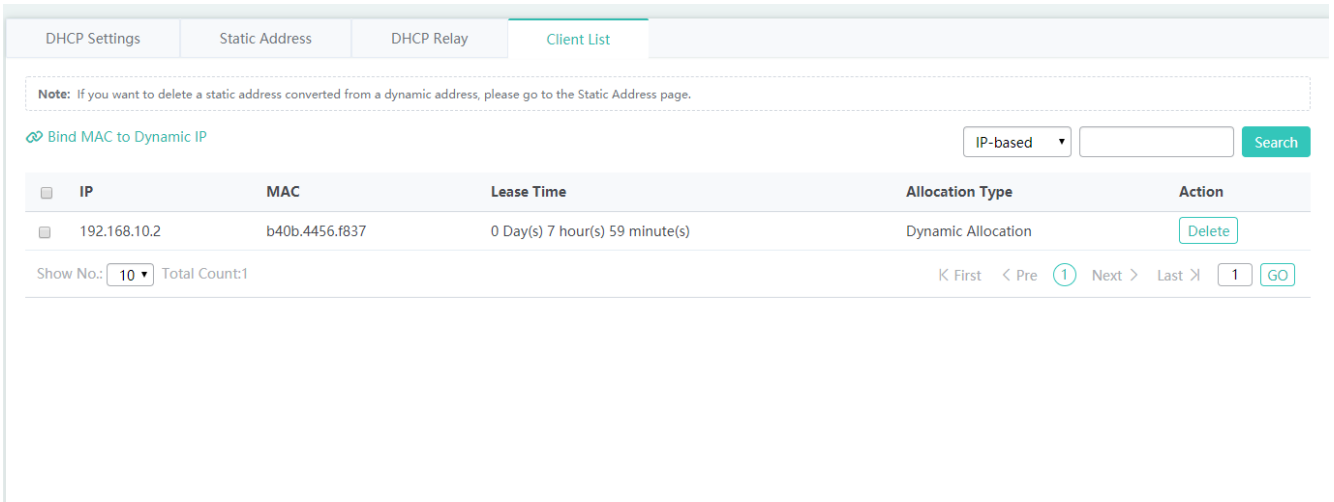 DHCP Settings Static Address DHCP Relay Client List
Note: If you want to delete a static address converted from a dynamic address, please go to the Static Address page.
Bind MAC to Dynamic IP IP-based Search
IP MAC Lease Time Allocation Type Action
192.168.10.2 b40b.4456.f837 0 Day(s) 7 hour(s) 59 minute(s) Dynamic Allocation Delete
Show No.: 10 Total Count:1 First Pre 1 Next Last 1 GO